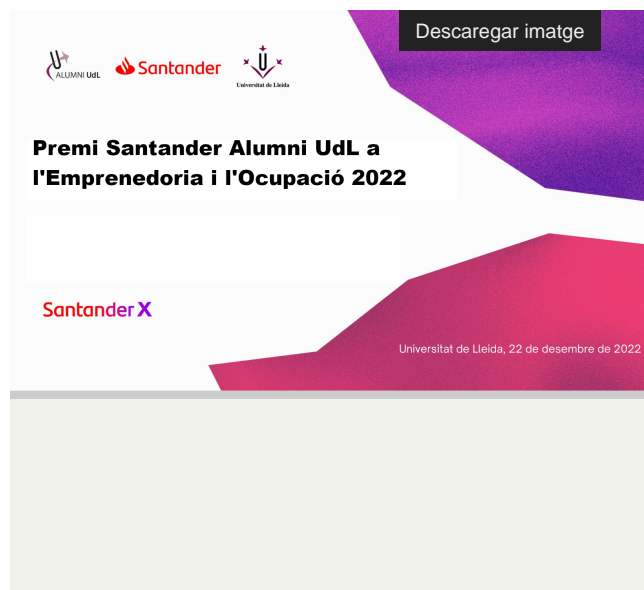 Descaregar imatge
ALUMNI UdL
Santander
Universitat de Lleida
Premi Santander Alumni UdL a
l'Emprenedoria i l'Ocupació 2022
Santander X
Universitat de Lleida, 22 de desembre de 2022